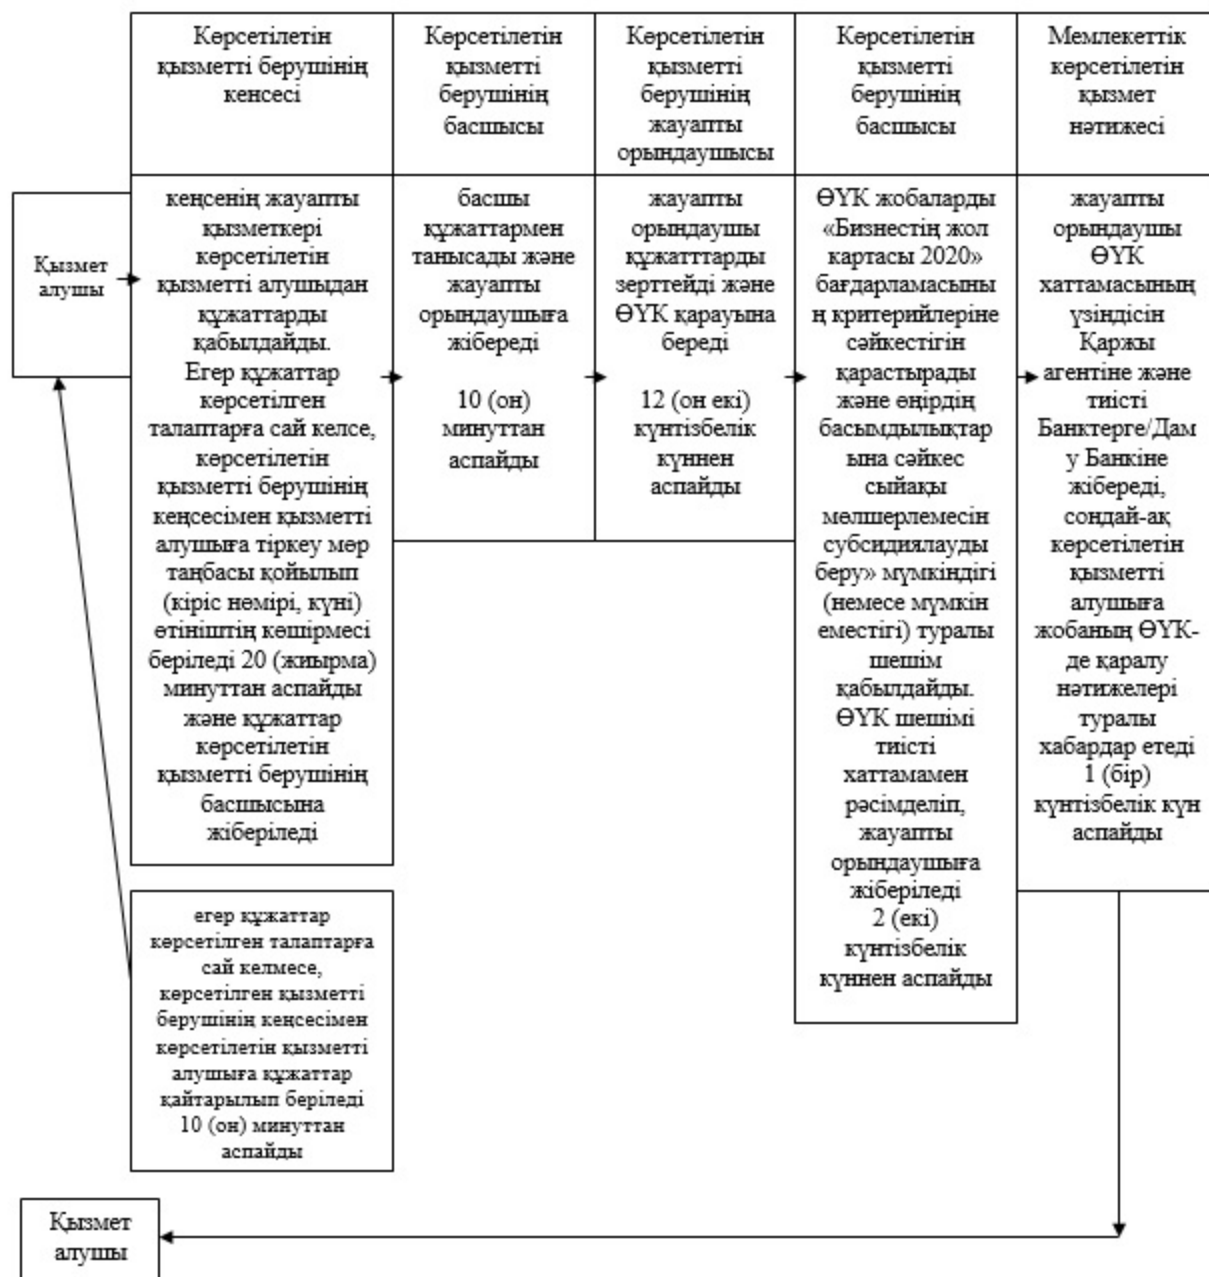 Көрсетілетін
қызметті берушінің
кенсесі
Көрсетілетін
қызметті
берушінің
басшысы
Көрсетілетін
қызметті
берушінің
жауапты
орындаушысы
Көрсетілетін
қызметті
берушінің
басшысы
Мемлекеттік
көрсетілетін
қызмет
нәтижесі
Қызмет
алушы
кеңсенің жауапты
қызметкері
көрсетілетін
қызметті алушыдан
құжаттарды
қабылдайды.
Егер құжаттар
көрсетілген
талаптарға сай келсе,
көрсетілетін
қызметті берушінің
кеңсесімен қызметті
алушыға тіркеу мөр
таңбасы қойылып
(кіріс нөмірі, күні)
өтініштің көшірмесі
беріледі 20 (жиырма)
минуттан аспайды
және құжаттар
көрсетілетін
қызметті берушінің
басшысына
жіберіледі
басшы
құжаттармен
танысады және
жауапты
орындаушыға
жібереді
10 (он)
минуттан
аспайды
жауапты
орындаушы
құжатттарды
зерттейді және
ӨҮК қарауына
береді
12 (он екі)
күнтізбелік
күннен
аспайды
ӨҮК жобаларды
«Бизнестің жол
картасы 2020»
бағдарламасыны
ң критерийлеріне
сәйкестігін
қарастырады
және өңірдің
басымдылықтар
ына сәйкес
сыйақы
мөлшерлемесін
субсидиялауды
беру» мүмкіндігі
(немесе мүмкін
еместігі) туралы
шешім
қабылдайды.
ӨҮК шешімі
тиісті
хаттамамен
рәсімделіп,
жауапты
орындаушыға
жіберіледі
2 (екі)
күнтізбелік
күннен аспайды
жауапты
орындаушы
ӨҮК
хаттамасының
үзіндісін
Қаржы
агентіне және
тиісті
Банктерге/Дам
у Банкіне
жібереді,
сондай-ақ
көрсетілетін
қызметті
алушыға
жобаның ӨҮК-
де қаралу
нәтижелері
туралы
хабардар етеді
1 (бір)
күнтізбелік күн
аспайды
егер құжаттар
көрсетілген талаптарға
сай келмесе,
көрсетілген қызметті
берушінің кеңсесімен
көрсетілетін қызметті
алушыға құжаттар
қайтарылып беріледі
10 (он) минуттан
аспайды
Қызмет
алушы